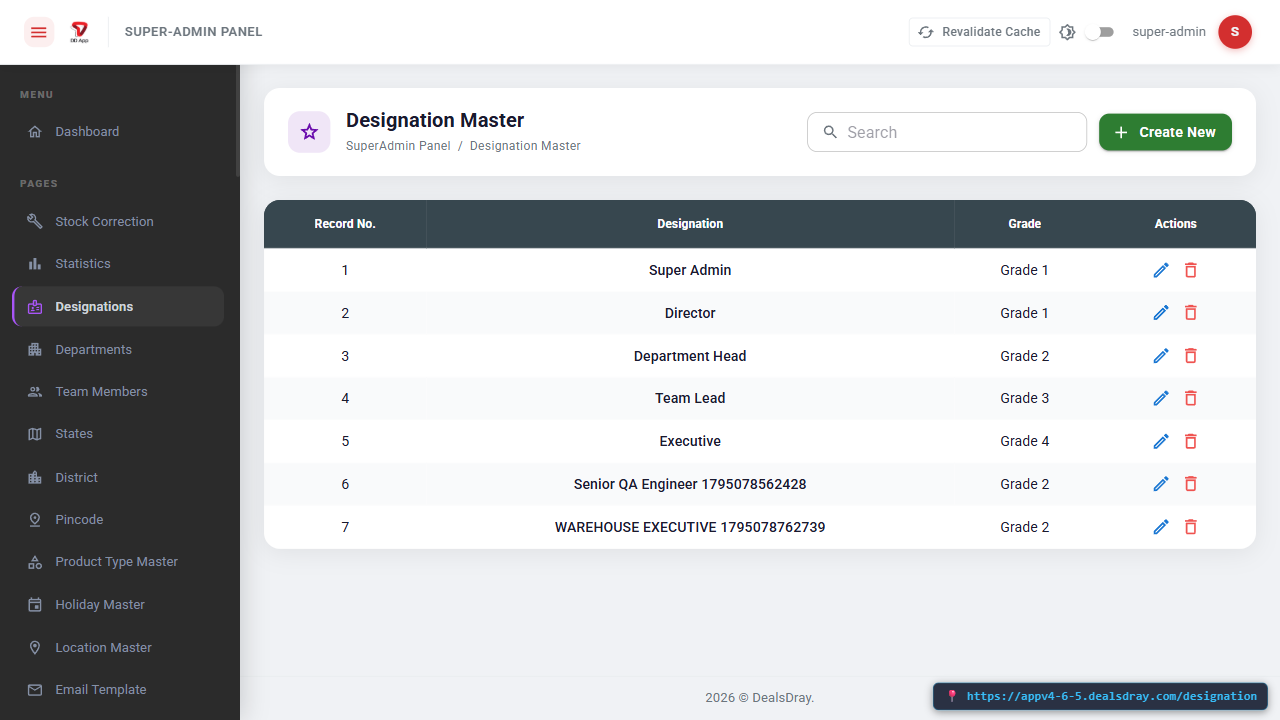 DD App
SUPER-ADMIN PANEL
Revalidate Cache
super-admin
S
MENU
Dashboard
PAGES
Stock Correction
Statistics
Designations
Departments
Team Members
States
District
Pincode
Product Type Master
Holiday Master
Location Master
Email Template
Designation Master
SuperAdmin Panel / Designation Master
Search
Create New
Record No. Designation Grade Actions
1 Super Admin Grade 1
2 Director Grade 1
3 Department Head Grade 2
4 Team Lead Grade 3
5 Executive Grade 4
6 Senior QA Engineer 1795078562428 Grade 2
7 WAREHOUSE EXECUTIVE 1795078762739 Grade 2
2026 © DealsDray.
https://appv4-6-5.dealsdray.com/designation